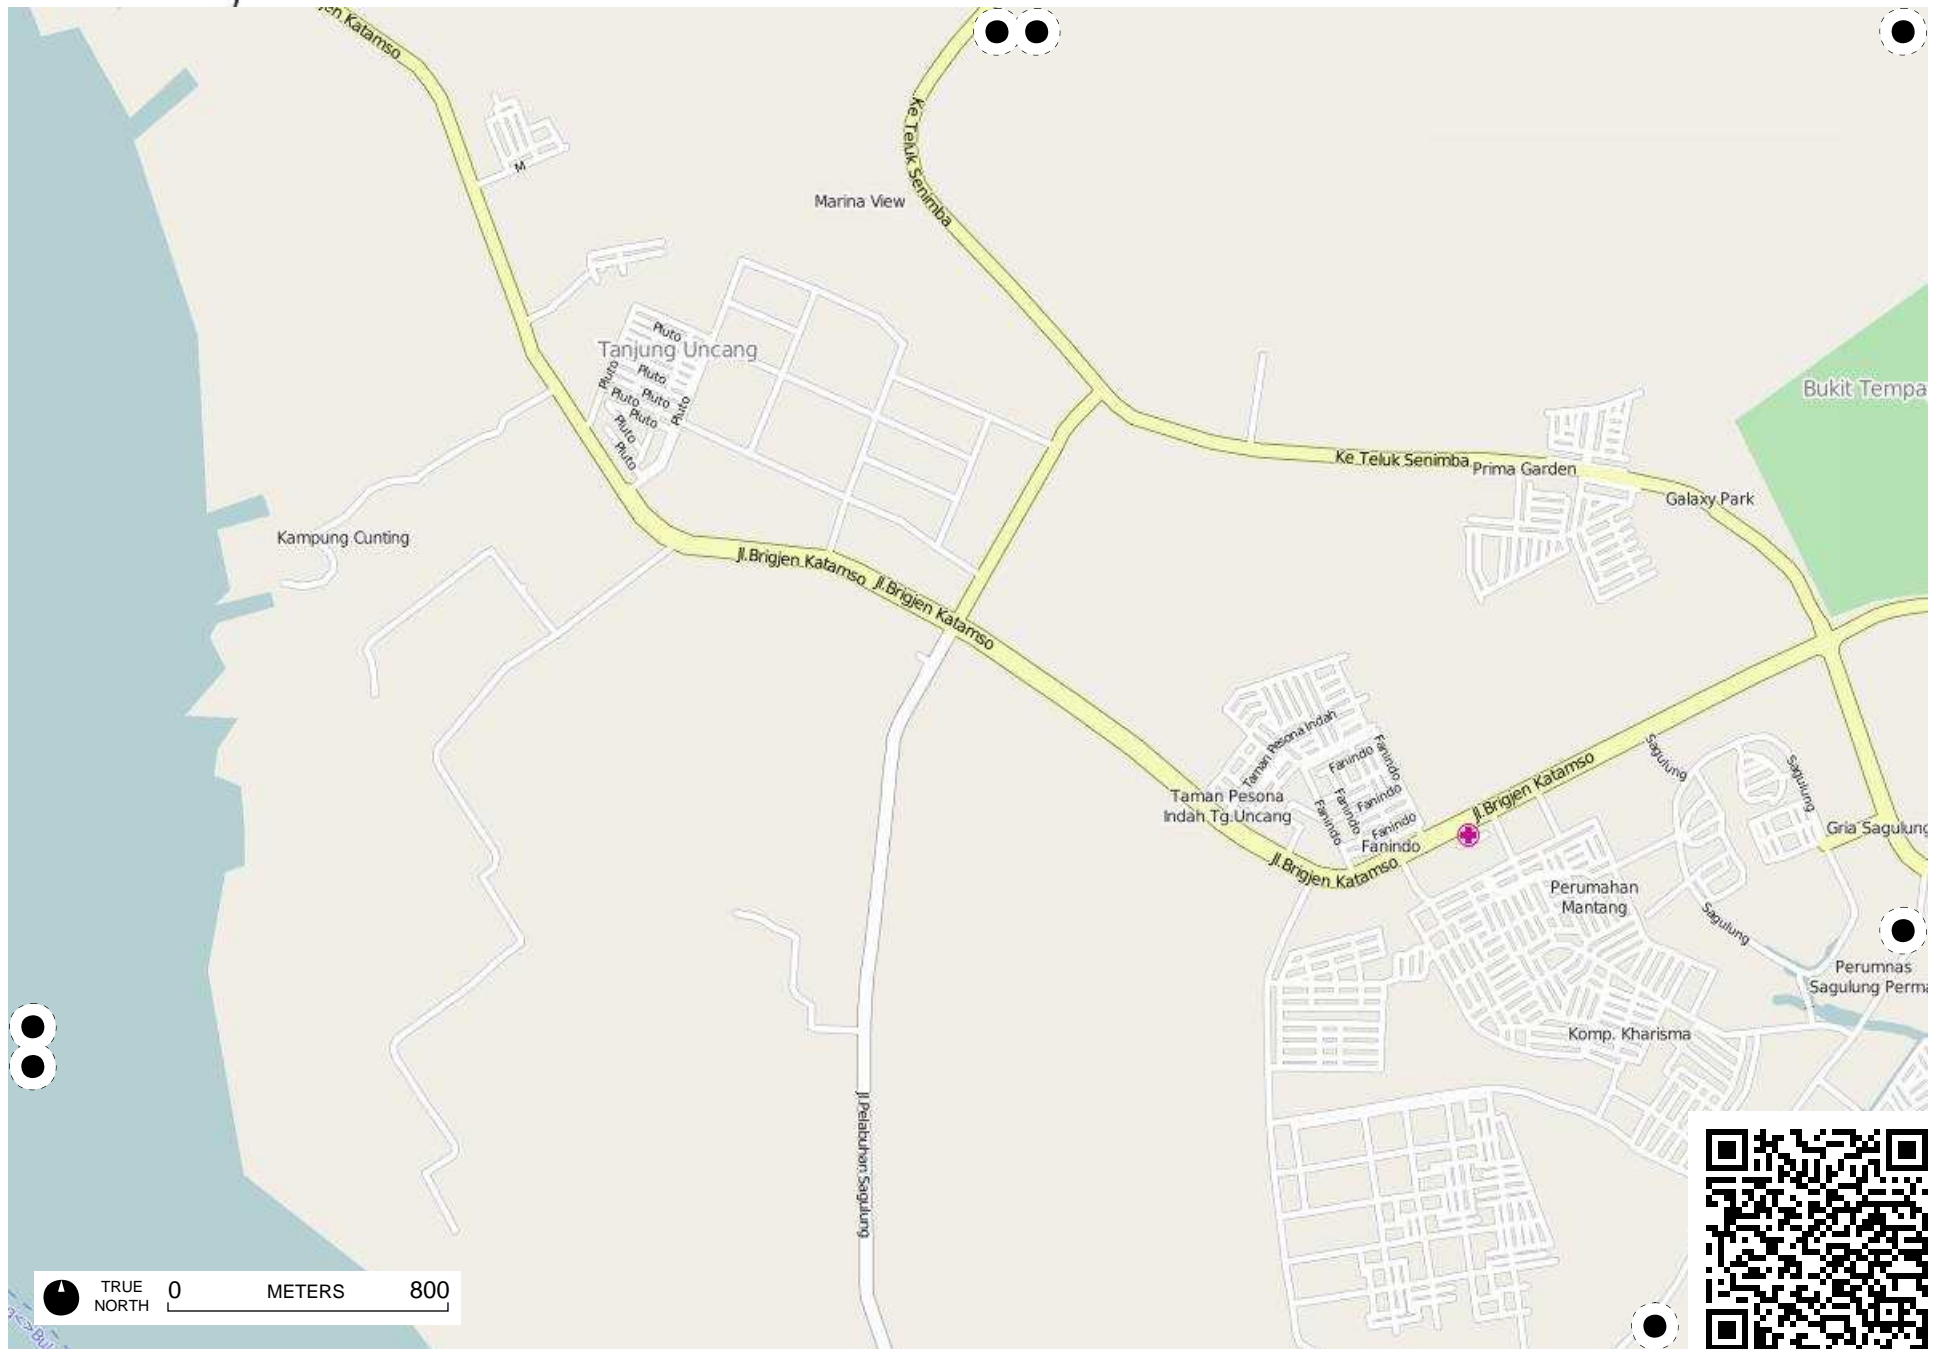 jen Katamso
Ke Teluk Senimba
M
Marina View
Pluto
Tanjung Uncang
Pluto
Pluto
Pluto
Pluto
Pluto
Pluto
Pluto
Pluto
Bukit Tempa
Ke Teluk Senimba
Prima Garden
Galaxy Park
Kampung Cunting
Jl.Brigjen Katamso
Jl.Brigjen Katamso
Taman Pesona Indah
Fanindo
Fanindo
Fanindo
Fanindo
Fanindo
Fanindo
Sagulung
Sagulung
Jl.Brigjen Katamso
Taman Pesona
Indah Tg.Uncang
Gria Sagulung
Fanindo
Jl.Brigjen Katamso
Perumahan
Mantang
Sagulung
Perumnas
Sagulung Perma
Komp. Kharisma
Jl.Pelabuhan Sagulung
TRUE
NORTH
0 METERS 800